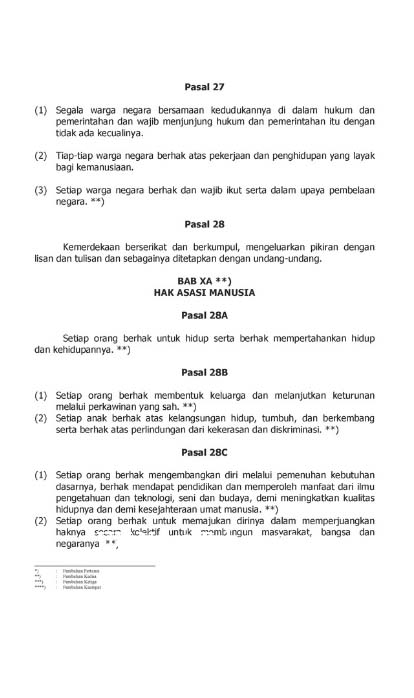 Pasal 27
(1) Segala warga negara bersamaan kedudukannya di dalam hukum dan
pemerintahan dan wajib menjunjung hukum dan pemerintahan itu dengan
tidak ada kecualinya.
(2) Tiap-tiap warga negara berhak atas pekerjaan dan penghidupan yang layak
bagi kemanusiaan.
(3) Setiap warga negara berhak dan wajib ikut serta dalam upaya pembelaan
negara. **)
Pasal 28
Kemerdekaan berserikat dan berkumpul, mengeluarkan pikiran dengan
lisan dan tulisan dan sebagainya ditetapkan dengan undang-undang.
BAB XA **)
HAK ASASI MANUSIA
Pasal 28A
Setiap orang berhak untuk hidup serta berhak mempertahankan hidup
dan kehidupannya. **)
Pasal 28B
(1) Setiap orang berhak membentuk keluarga dan melanjutkan keturunan
melalui perkawinan yang sah. **)
(2) Setiap anak berhak atas kelangsungan hidup, tumbuh, dan berkembang
serta berhak atas perlindungan dari kekerasan dan diskriminasi. **)
Pasal 28C
(1) Setiap orang berhak mengembangkan diri melalui pemenuhan kebutuhan
dasarnya, berhak mendapat pendidikan dan memperoleh manfaat dari ilmu
pengetahuan dan teknologi, seni dan budaya, demi meningkatkan kualitas
hidupnya dan demi kesejahteraan umat manusia. **)
(2) Setiap orang berhak untuk memajukan dirinya dalam memperjuangkan
haknya untuk masyarakat, bangsa dan
negaranya
*) : Perubahan Pertama
**) : Perubahan Kedua
***) : Perubahan Ketiga
****) : Perubahan Keempat